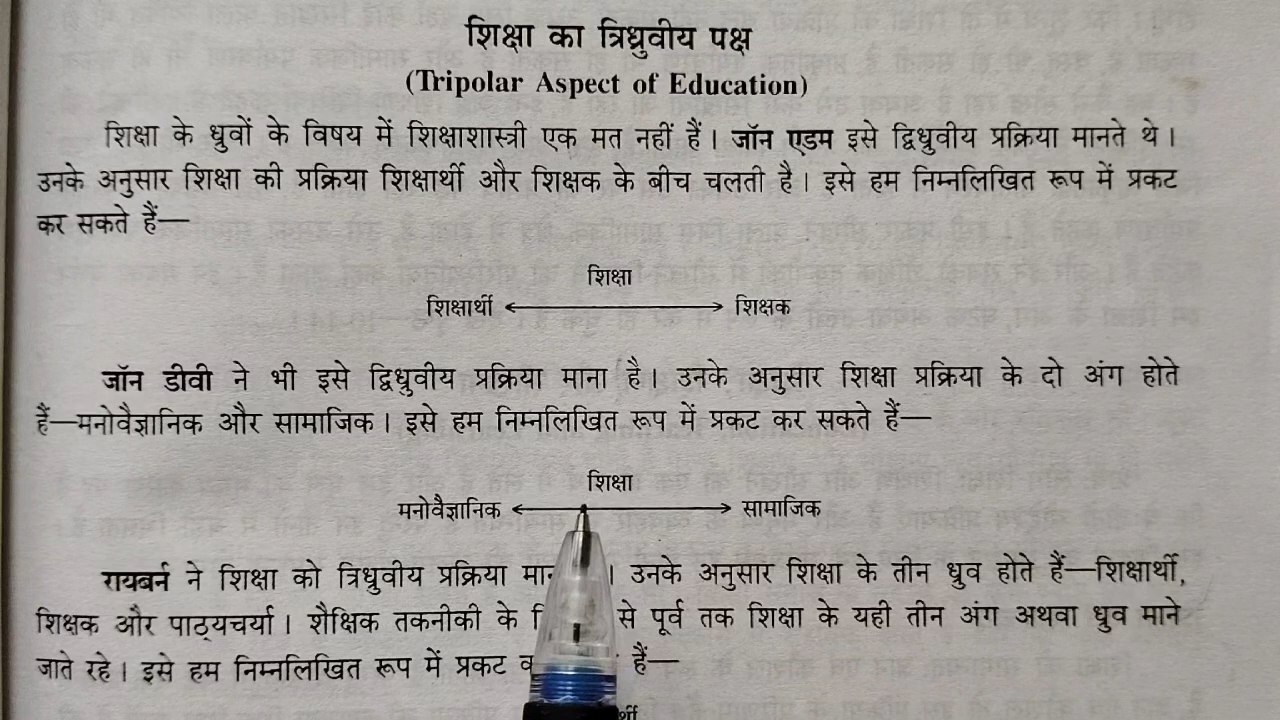 शिक्षा का त्रिध्रुवीय पक्ष
(Tripolar Aspect of Education)
शिक्षा के ध्रुवों के विषय में शिक्षाशास्त्री एक मत नहीं हैं। जॉन एडम इसे द्विध्रुवीय प्रक्रिया मानते थे।
उनके अनुसार शिक्षा की प्रक्रिया शिक्षार्थी और शिक्षक के बीच चलती है। इसे हम निम्नलिखित रूप में प्रकट
कर सकते हैं—
शिक्षा
शिक्षार्थी ⟷ शिक्षक
जॉन डीवी ने भी इसे द्विध्रुवीय प्रक्रिया माना है। उनके अनुसार शिक्षा प्रक्रिया के दो अंग होते
हैं—मनोवैज्ञानिक और सामाजिक। इसे हम निम्नलिखित रूप में प्रकट कर सकते हैं—
शिक्षा
मनोवैज्ञानिक ⟷ सामाजिक
रायबर्न ने शिक्षा को त्रिध्रुवीय प्रक्रिया उनके अनुसार शिक्षा के तीन ध्रुव होते हैं—शिक्षार्थी,
शिक्षक और पाठ्यचर्या। शैक्षिक तकनीकी के से पूर्व तक शिक्षा के यही तीन अंग अथवा ध्रुव माने
जाते रहे। इसे हम निम्नलिखित रूप में प्रकट हैं—